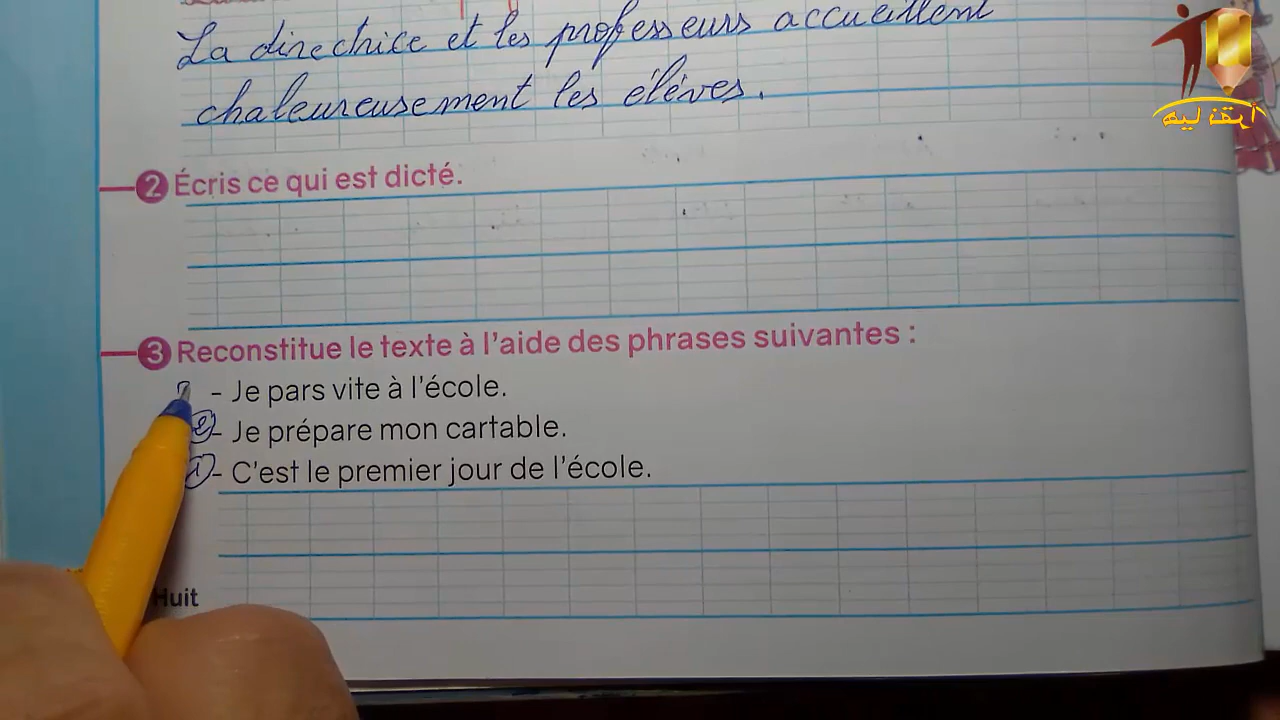 La directrice et les professeurs accueillent
chaleureusement les élèves.
2 Écris ce qui est dicté.
3 Reconstitue le texte à l'aide des phrases suivantes :
- Je pars vite à l'école.
2 - Je prépare mon cartable.
1 - C'est le premier jour de l'école.
Huit